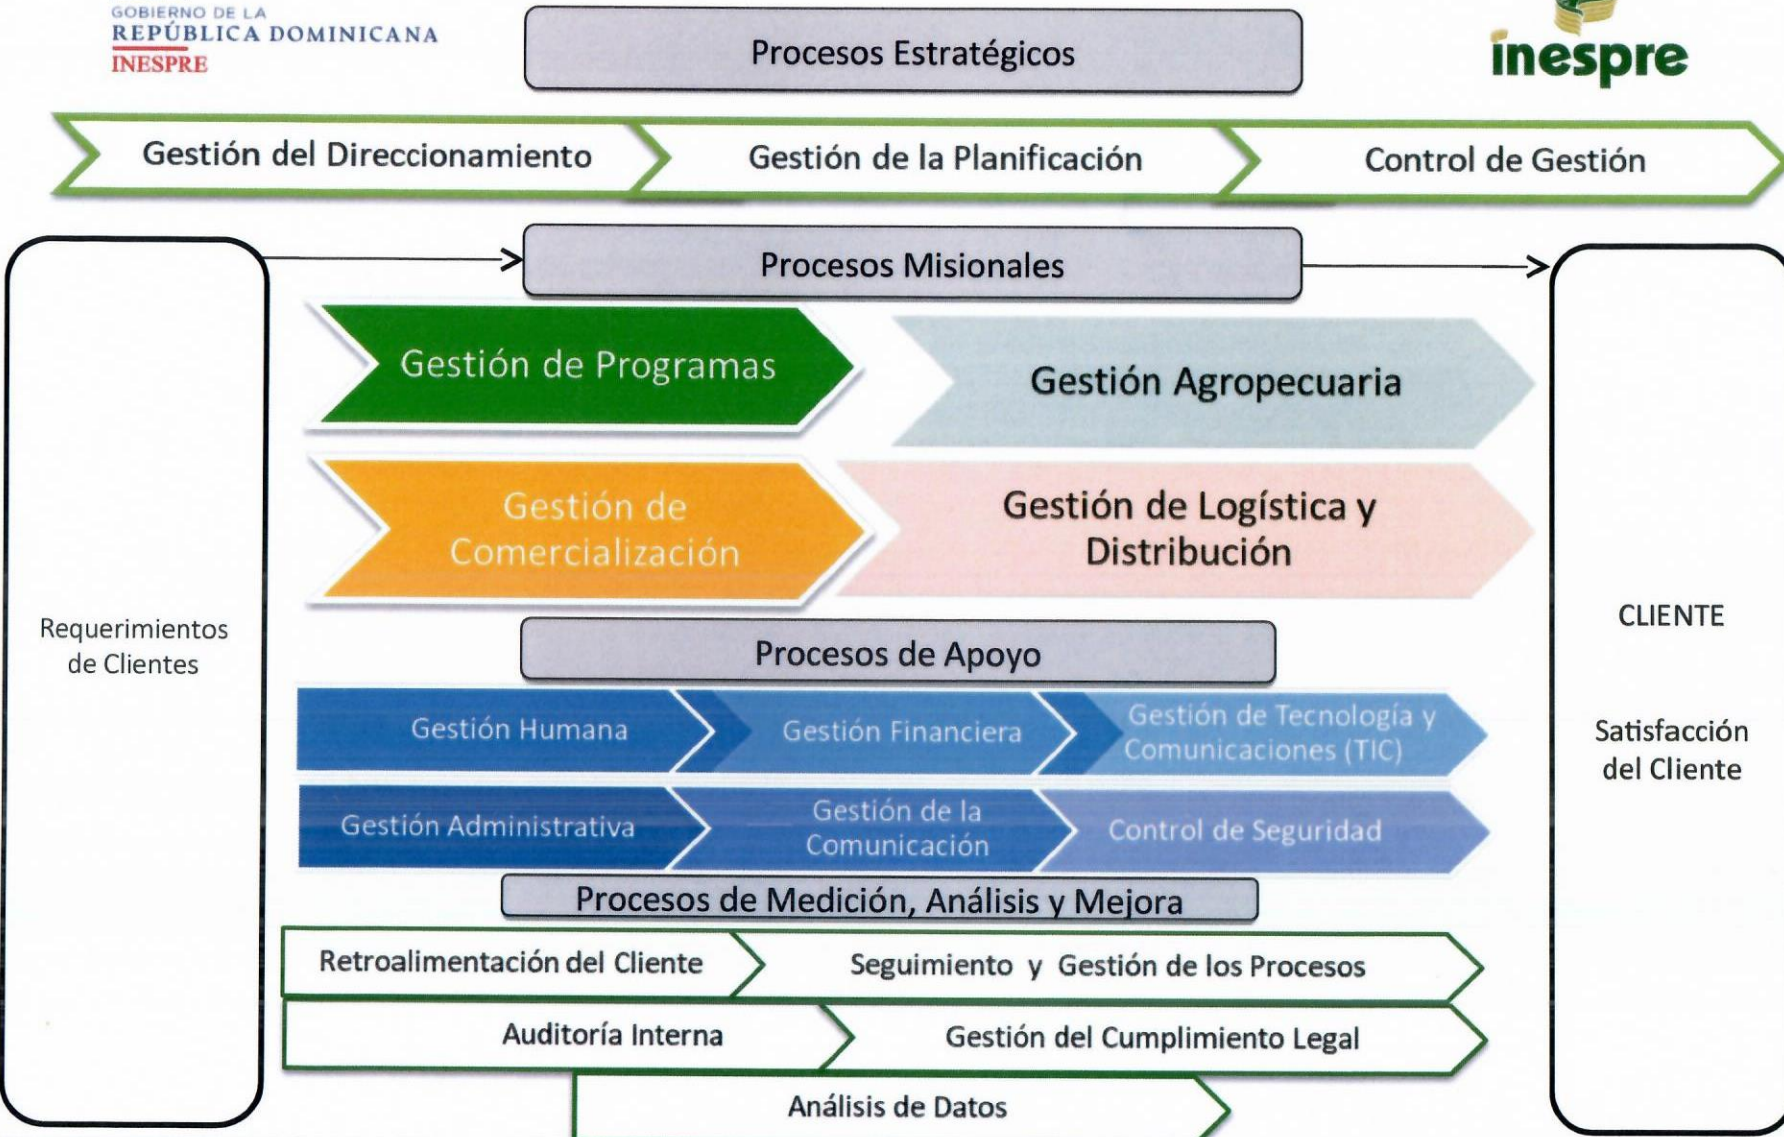 GOBIERNO DE LA
REPÚBLICA DOMINICANA
INESPRE
Procesos Estratégicos
inespre
Gestión del Direccionamiento
Gestión de la Planificación
Control de Gestión
Procesos Misionales
Gestión de Programas
Gestión Agropecuaria
Gestión de
Comercialización
Gestión de Logística y
Distribución
Requerimientos
de Clientes
CLIENTE
Satisfacción
del Cliente
Procesos de Apoyo
Gestión Humana
Gestión Financiera
Gestión de Tecnología y
Comunicaciones (TIC)
Gestión Administrativa
Gestión de la
Comunicación
Control de Seguridad
Procesos de Medición, Análisis y Mejora
Retroalimentación del Cliente
Seguimiento y Gestión de los Procesos
Auditoría Interna
Gestión del Cumplimiento Legal
Análisis de Datos